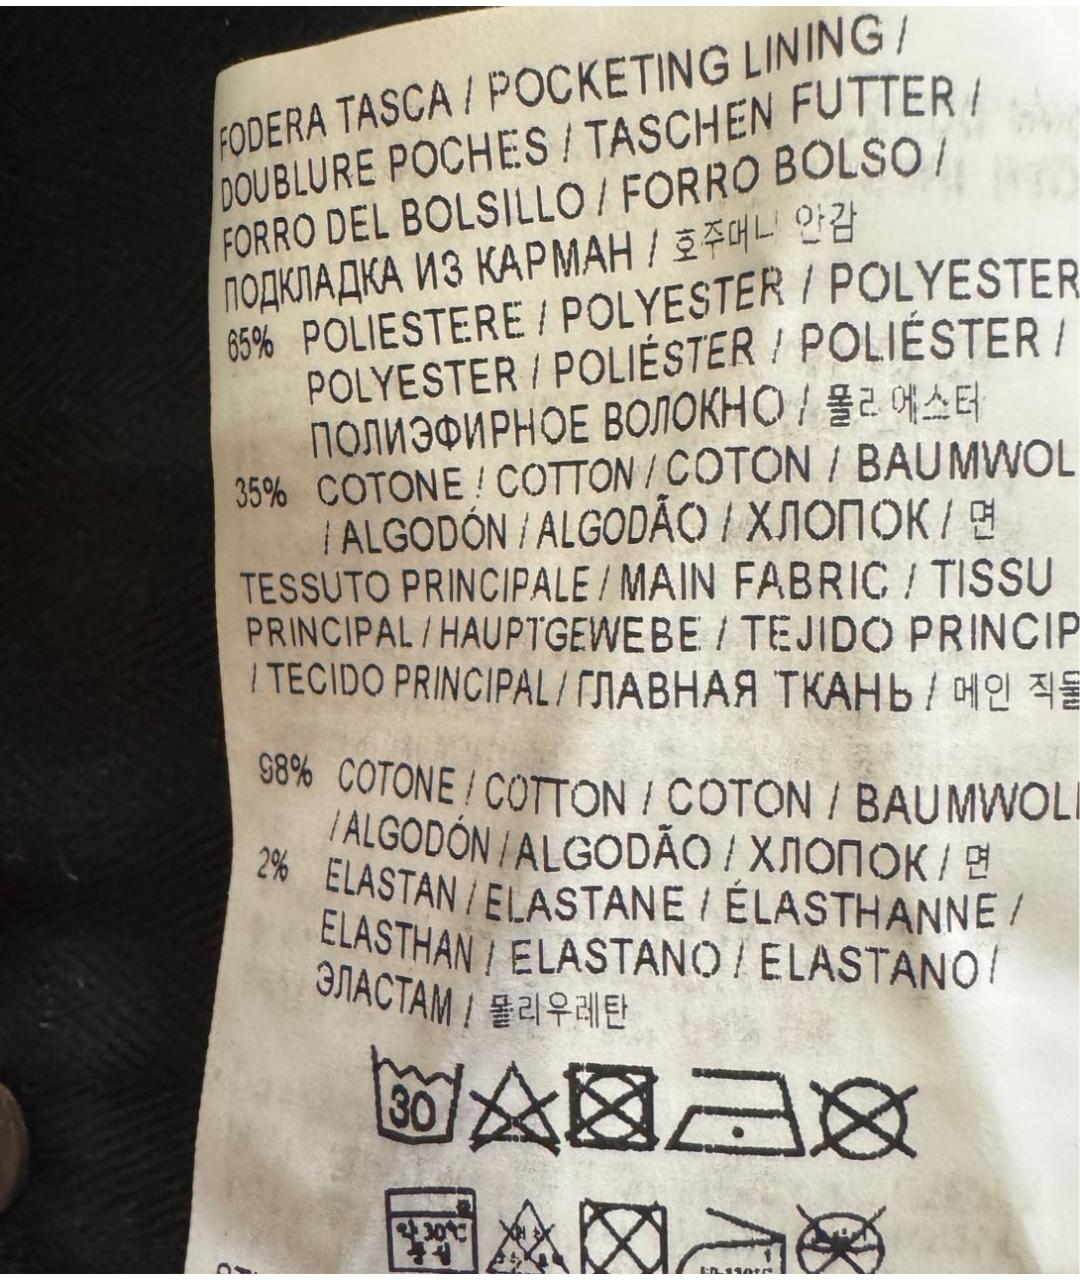 FODERA TASCA / POCKETING LINING /
DOUBLURE POCHES / TASCHEN FUTTER /
FORRO DEL BOLSILLO / FORRO BOLSO /
ПОДКЛАДКА ИЗ КАРМАН / 호주머니 안감
65% POLIESTERE / POLYESTER / POLYESTER
POLYESTER / POLIÉSTER / POLIÉSTER /
ПОЛИЭФИРНОЕ ВОЛОКНО / 폴리에스터
35% COTONE / COTTON / COTON / BAUMWOL
/ ALGODÓN / ALGODÃO / ХЛОПОК / 면
TESSUTO PRINCIPALE / MAIN FABRIC / TISSU
PRINCIPAL / HAUPTGEWEBE / TEJIDO PRINCIP
/ TECIDO PRINCIPAL / ГЛАВНАЯ ТКАНЬ / 메인 직물
98% COTONE / COTTON / COTON / BAUMWOLL
/ ALGODÓN / ALGODÃO / ХЛОПОК / 면
2% ELASTAN / ELASTANE / ÉLASTHANNE /
ELASTHAN / ELASTANO / ELASTANO /
ЭЛАСТАМ / 폴리우레탄
30
약 30℃
중성